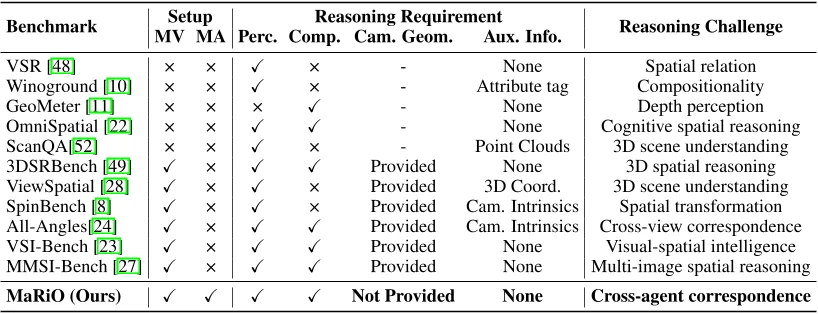 Benchmark Setup Reasoning Requirement Reasoning Challenge
MV MA Perc. Comp. Cam. Geom. Aux. Info.
VSR [48] × × ✓ × - None Spatial relation
Winoground [10] × × ✓ × - Attribute tag Compositionality
GeoMeter [11] × × × ✓ - None Depth perception
OmniSpatial [22] × × ✓ ✓ - None Cognitive spatial reasoning
ScanQA[52] × × ✓ × - Point Clouds 3D scene understanding
3DSRBench [49] ✓ × ✓ ✓ Provided None 3D spatial reasoning
ViewSpatial [28] ✓ × ✓ × Provided 3D Coord. 3D scene understanding
SpinBench [8] ✓ × ✓ × Provided Cam. Intrinsics Spatial transformation
All-Angles[24] ✓ × ✓ ✓ Provided Cam. Intrinsics Cross-view correspondence
VSI-Bench [23] ✓ × ✓ ✓ Provided None Visual-spatial intelligence
MMSI-Bench [27] ✓ × ✓ ✓ Provided None Multi-image spatial reasoning
MaRiO (Ours) ✓ ✓ ✓ ✓ Not Provided None Cross-agent correspondence